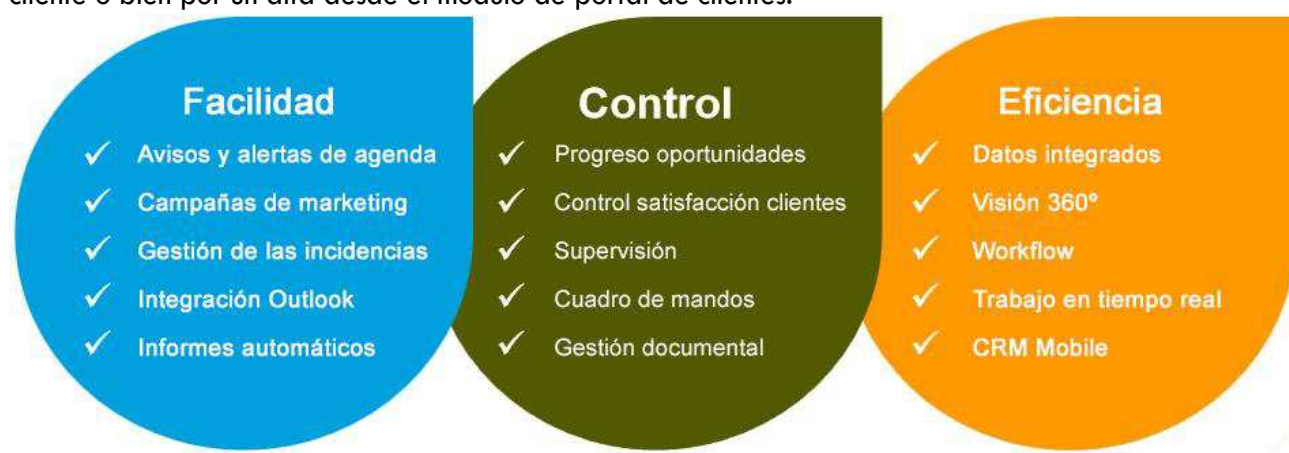 cliente o bien por un alta desde el módulo de portal de clientes.
Facilidad
Avisos y alertas de agenda
Campañas de marketing
Gestión de las incidencias
Integración Outlook
Informes automáticos
Control
Progreso oportunidades
Control satisfacción clientes
Supervisión
Cuadro de mandos
Gestión documental
Eficiencia
Datos integrados
Visión 360º
Workflow
Trabajo en tiempo real
CRM Mobile